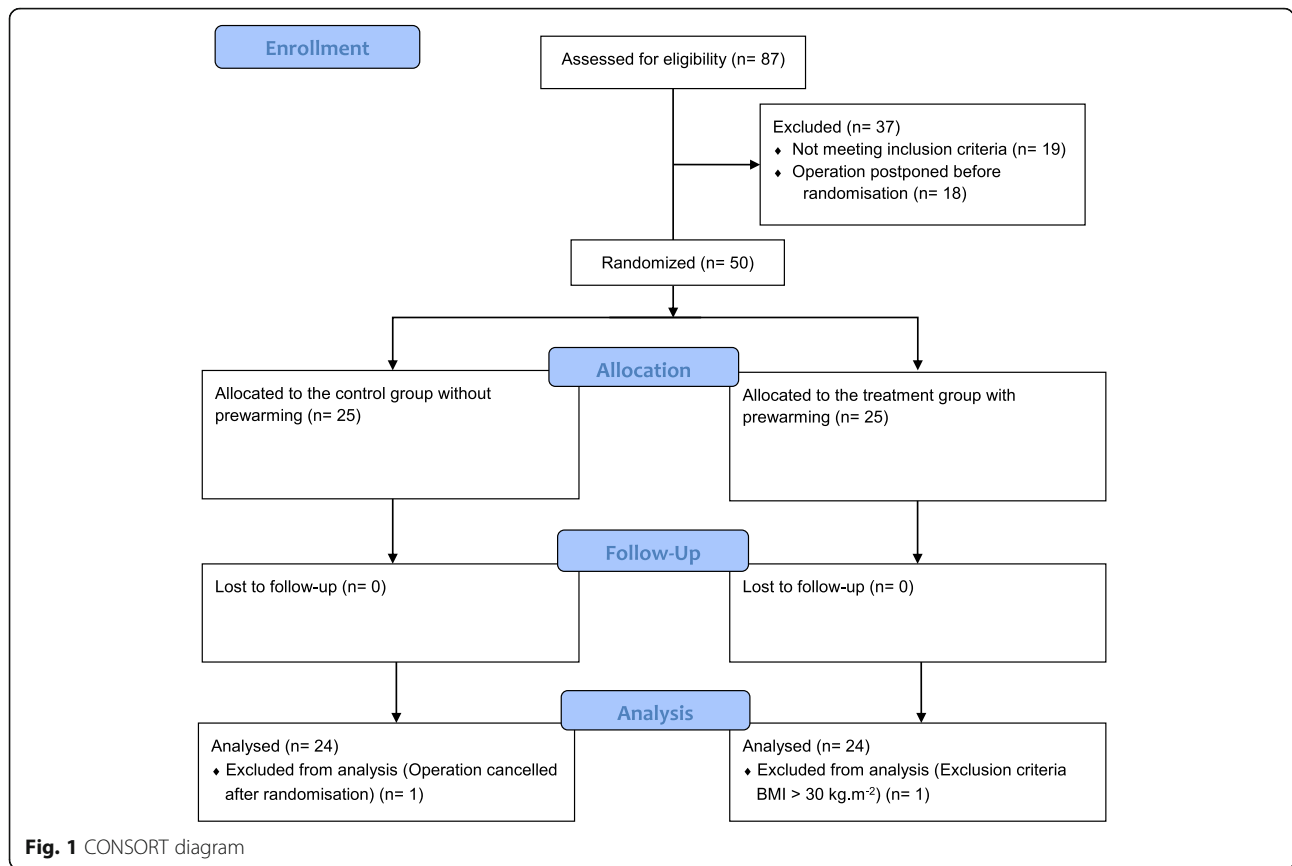 Enrollment
Assessed for eligibility (n= 87)
Excluded (n= 37)
♦ Not meeting inclusion criteria (n= 19)
♦ Operation postponed before
randomisation (n= 18)
Randomized (n= 50)
Allocation
Allocated to the control group without
prewarming (n= 25)
Allocated to the treatment group with
prewarming (n= 25)
Follow-Up
Lost to follow-up (n= 0)
Lost to follow-up (n= 0)
Analysis
Analysed (n= 24)
♦ Excluded from analysis (Operation cancelled
after randomisation) (n= 1)
Analysed (n= 24)
♦ Excluded from analysis (Exclusion criteria
BMI > 30 kg.m⁻²) (n= 1)
Fig. 1 CONSORT diagram